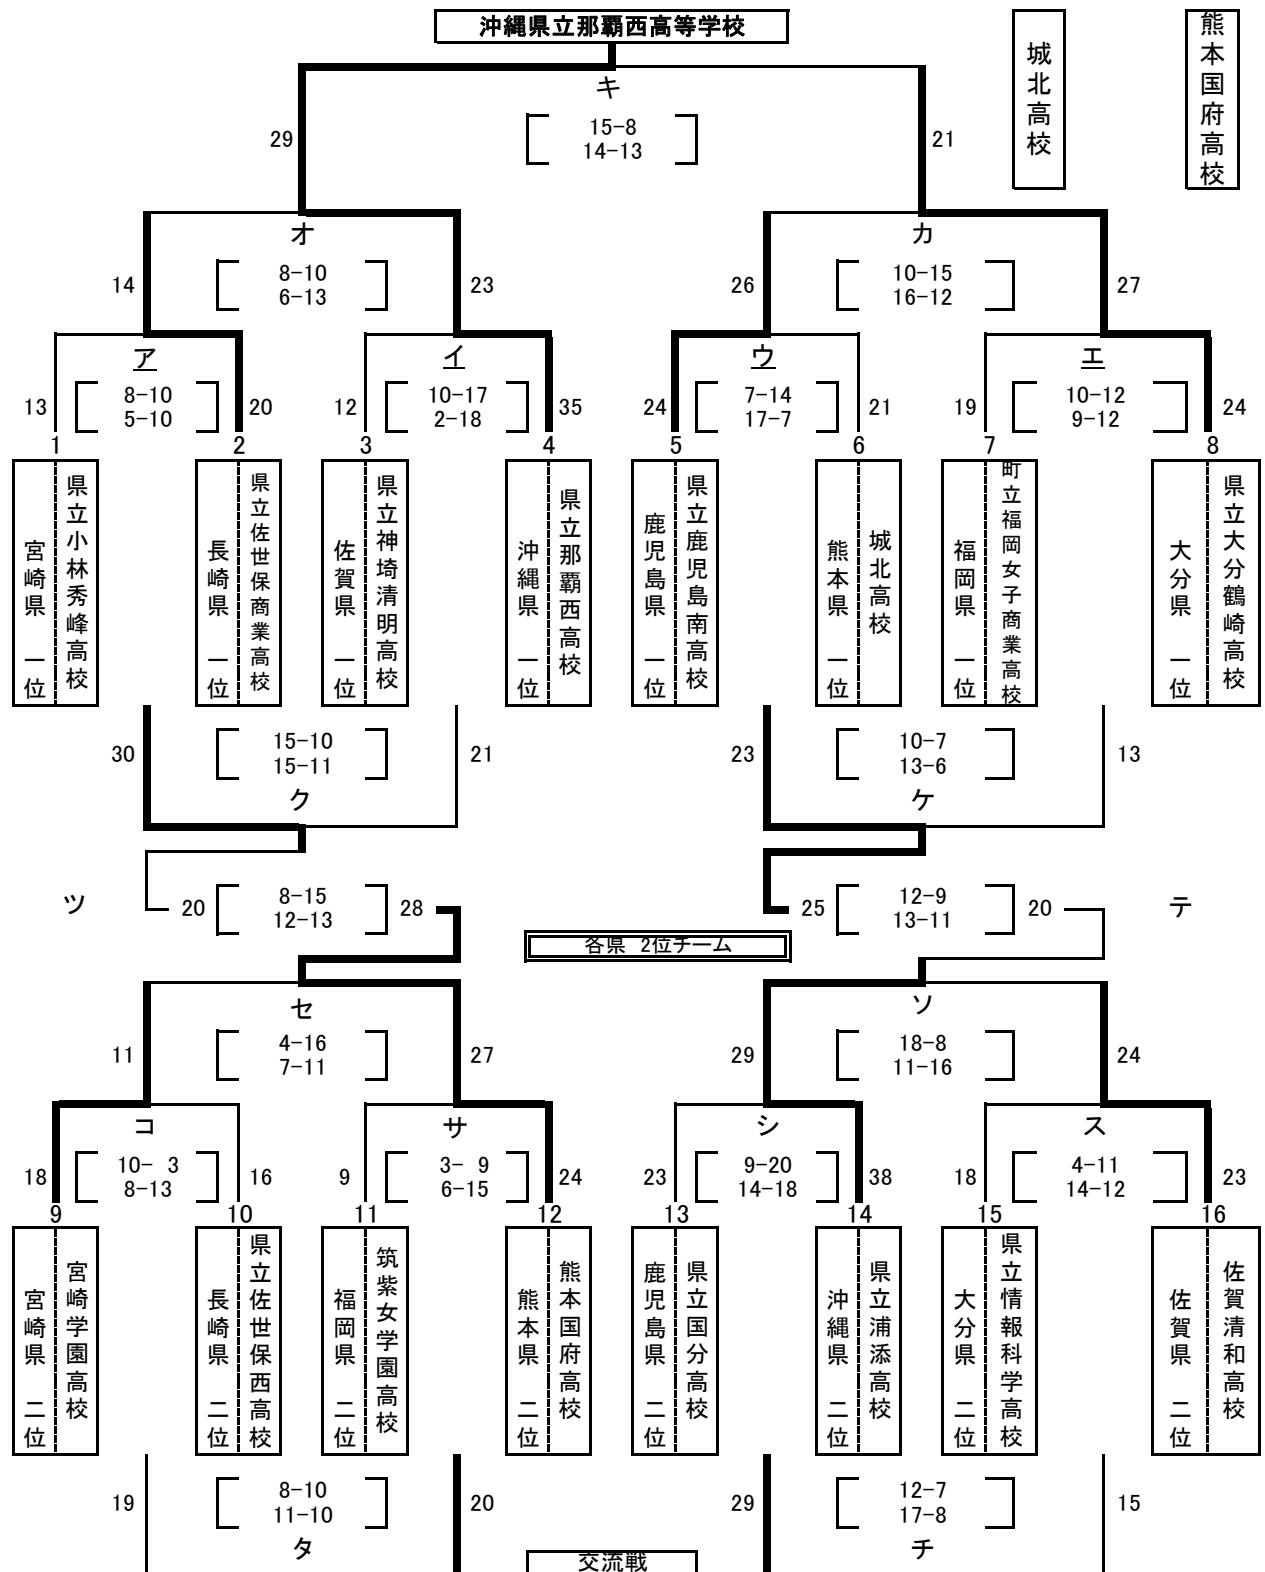 沖縄県立那覇西高等学校
城北高校
熊本国府高校
キ
29
15-8
14-13
21
オ
14
8-10
6-13
23
カ
26
10-15
16-12
27
ア
13
8-10
5-10
20
イ
12
10-17
2-18
35
ウ
24
7-14
17-7
21
エ
19
10-12
9-12
24
1
2
3
4
5
6
7
8
宮崎県 一位
県立小林秀峰高校
長崎県 一位
県立佐世保商業高校
佐賀県 一位
県立神埼清明高校
沖縄県 一位
県立那覇西高校
鹿児島県 一位
県立鹿児島南高校
熊本県 一位
城北高校
福岡県 一位
町立福岡女子商業高校
大分県 一位
県立大分鶴崎高校
30
15-10
15-11
21
ク
23
10-7
13-6
13
ケ
ツ
20
8-15
12-13
28
25
12-9
13-11
20
テ
各県 2位チーム
セ
11
4-16
7-11
27
ソ
29
18-8
11-16
24
コ
18
10- 3
8-13
16
サ
9
3- 9
6-15
24
シ
23
9-20
14-18
38
ス
18
4-11
14-12
23
9
10
11
12
13
14
15
16
宮崎県 二位
宮崎学園高校
長崎県 二位
県立佐世保西高校
福岡県 二位
筑紫女学園高校
熊本県 二位
熊本国府高校
鹿児島県 二位
県立国分高校
沖縄県 二位
県立浦添高校
大分県 二位
県立情報科学高校
佐賀県 二位
佐賀清和高校
19
8-10
11-10
20
タ
29
12-7
17-8
15
チ
交流戦